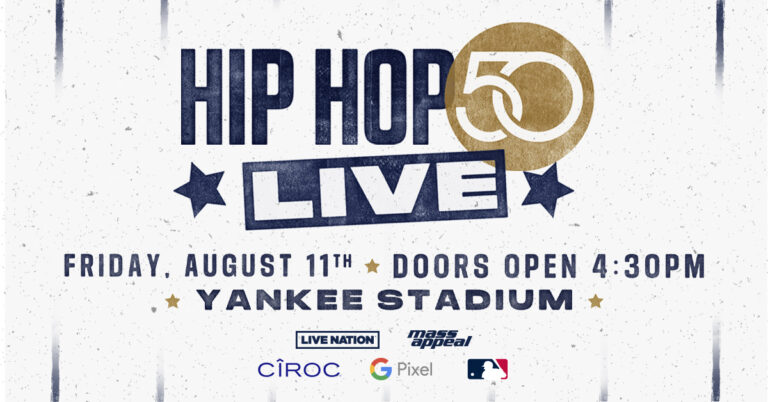 HIP HOP 50
LIVE
FRIDAY, AUGUST 11TH ★ DOORS OPEN 4:30PM
★ YANKEE STADIUM ★
LIVE NATION mass appeal
CÎROC Google Pixel